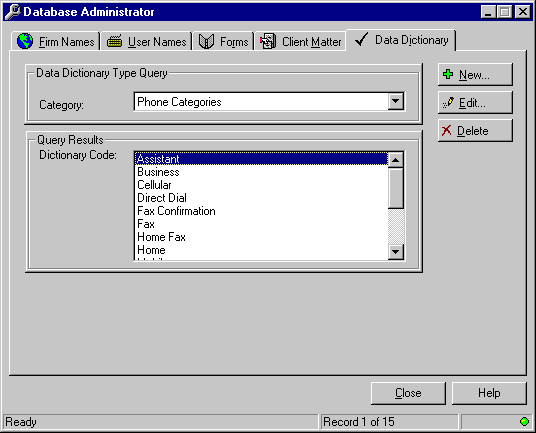 Database Administrator
Firm Names User Names Forms Client Matter Data Dictionary
Data Dictionary Type Query
Category: Phone Categories
New...
Edit...
Delete
Query Results
Dictionary Code:
Assistant
Business
Cellular
Direct Dial
Fax Confirmation
Fax
Home Fax
Home
Close Help
Ready Record 1 of 15